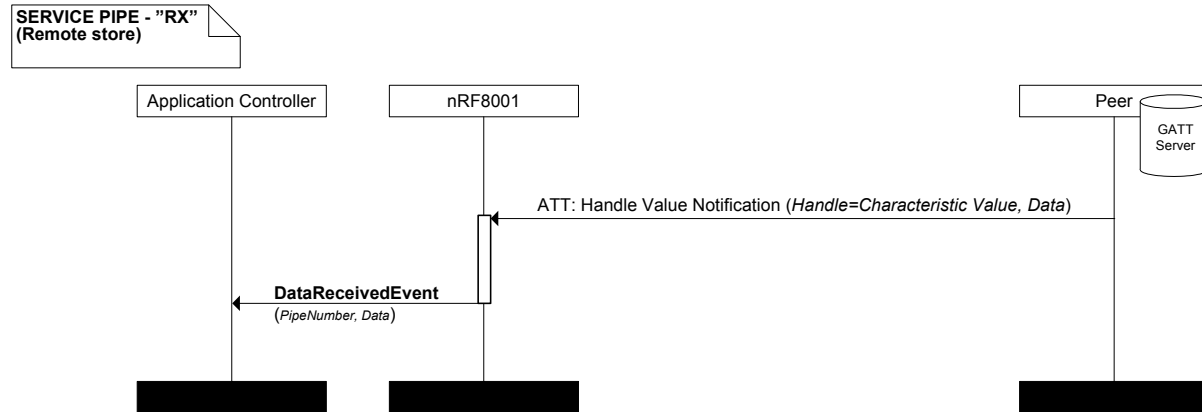 SERVICE PIPE - ”RX”
(Remote store)
Application Controller
nRF8001
Peer
GATT
Server
ATT: Handle Value Notification (Handle=Characteristic Value, Data)
DataReceivedEvent
(PipeNumber, Data)